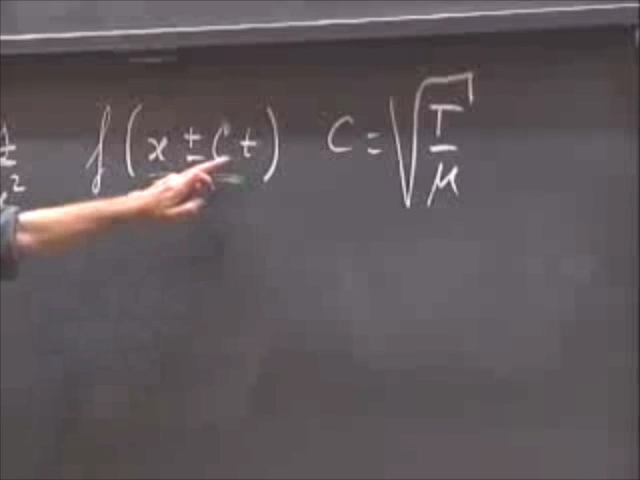 f(x ± ct) C = √(T/μ)